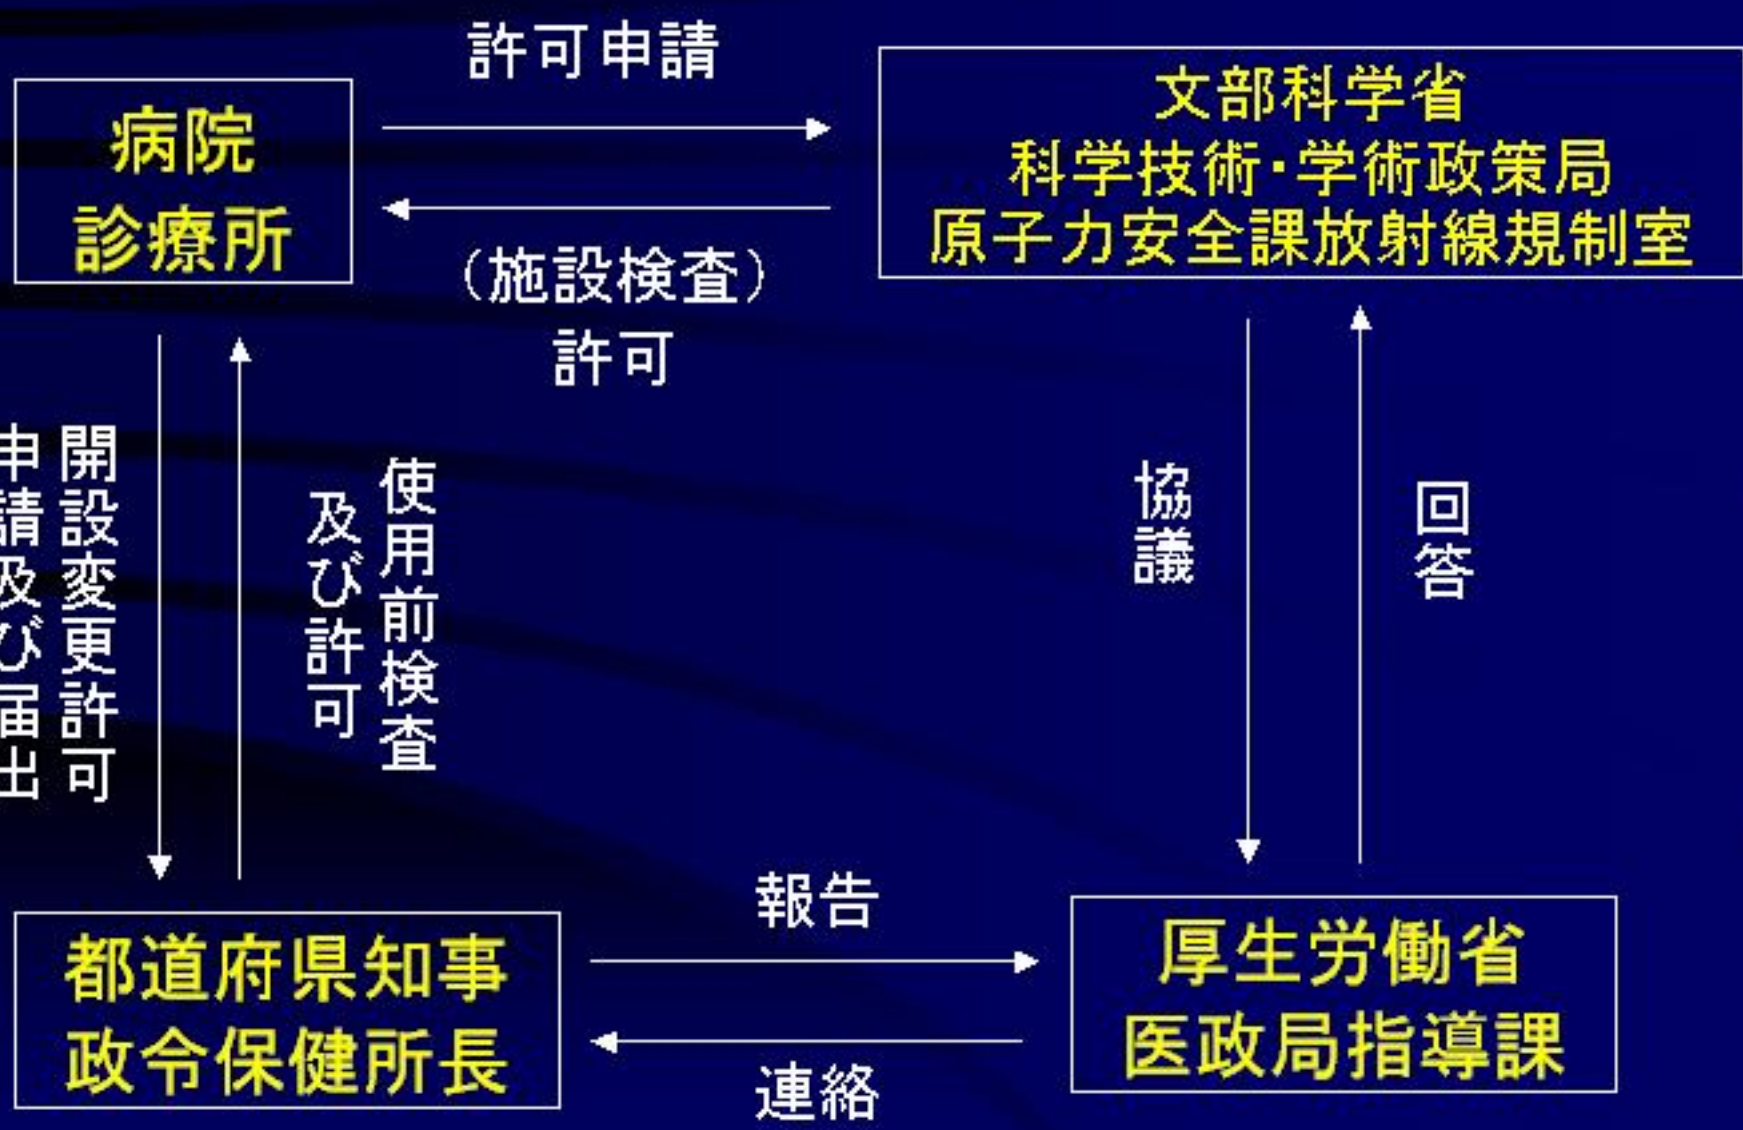 許可申請
病院
診療所
文部科学省
科学技術・学術政策局
原子力安全課放射線規制室
（施設検査）
許可
開設変更許可
申請及び届出
使用前検査
及び許可
協議
回答
報告
都道府県知事
政令保健所長
厚生労働省
医政局指導課
連絡